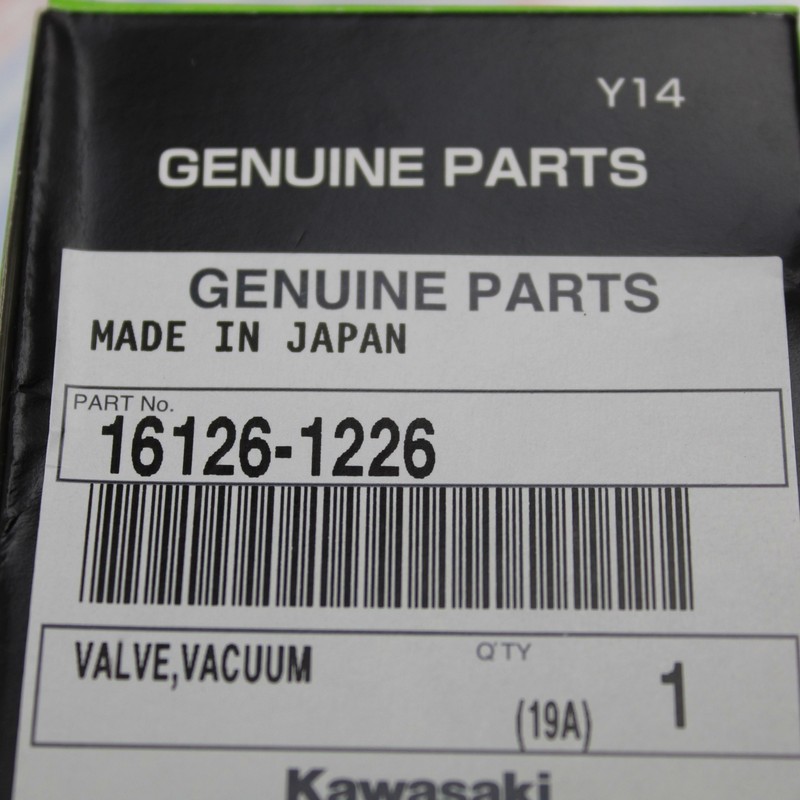 Y14
GENUINE PARTS
GENUINE PARTS
MADE IN JAPAN
PART No.
16126-1226
VALVE,VACUUM
Q'TY
(19A)
1
Kawasaki